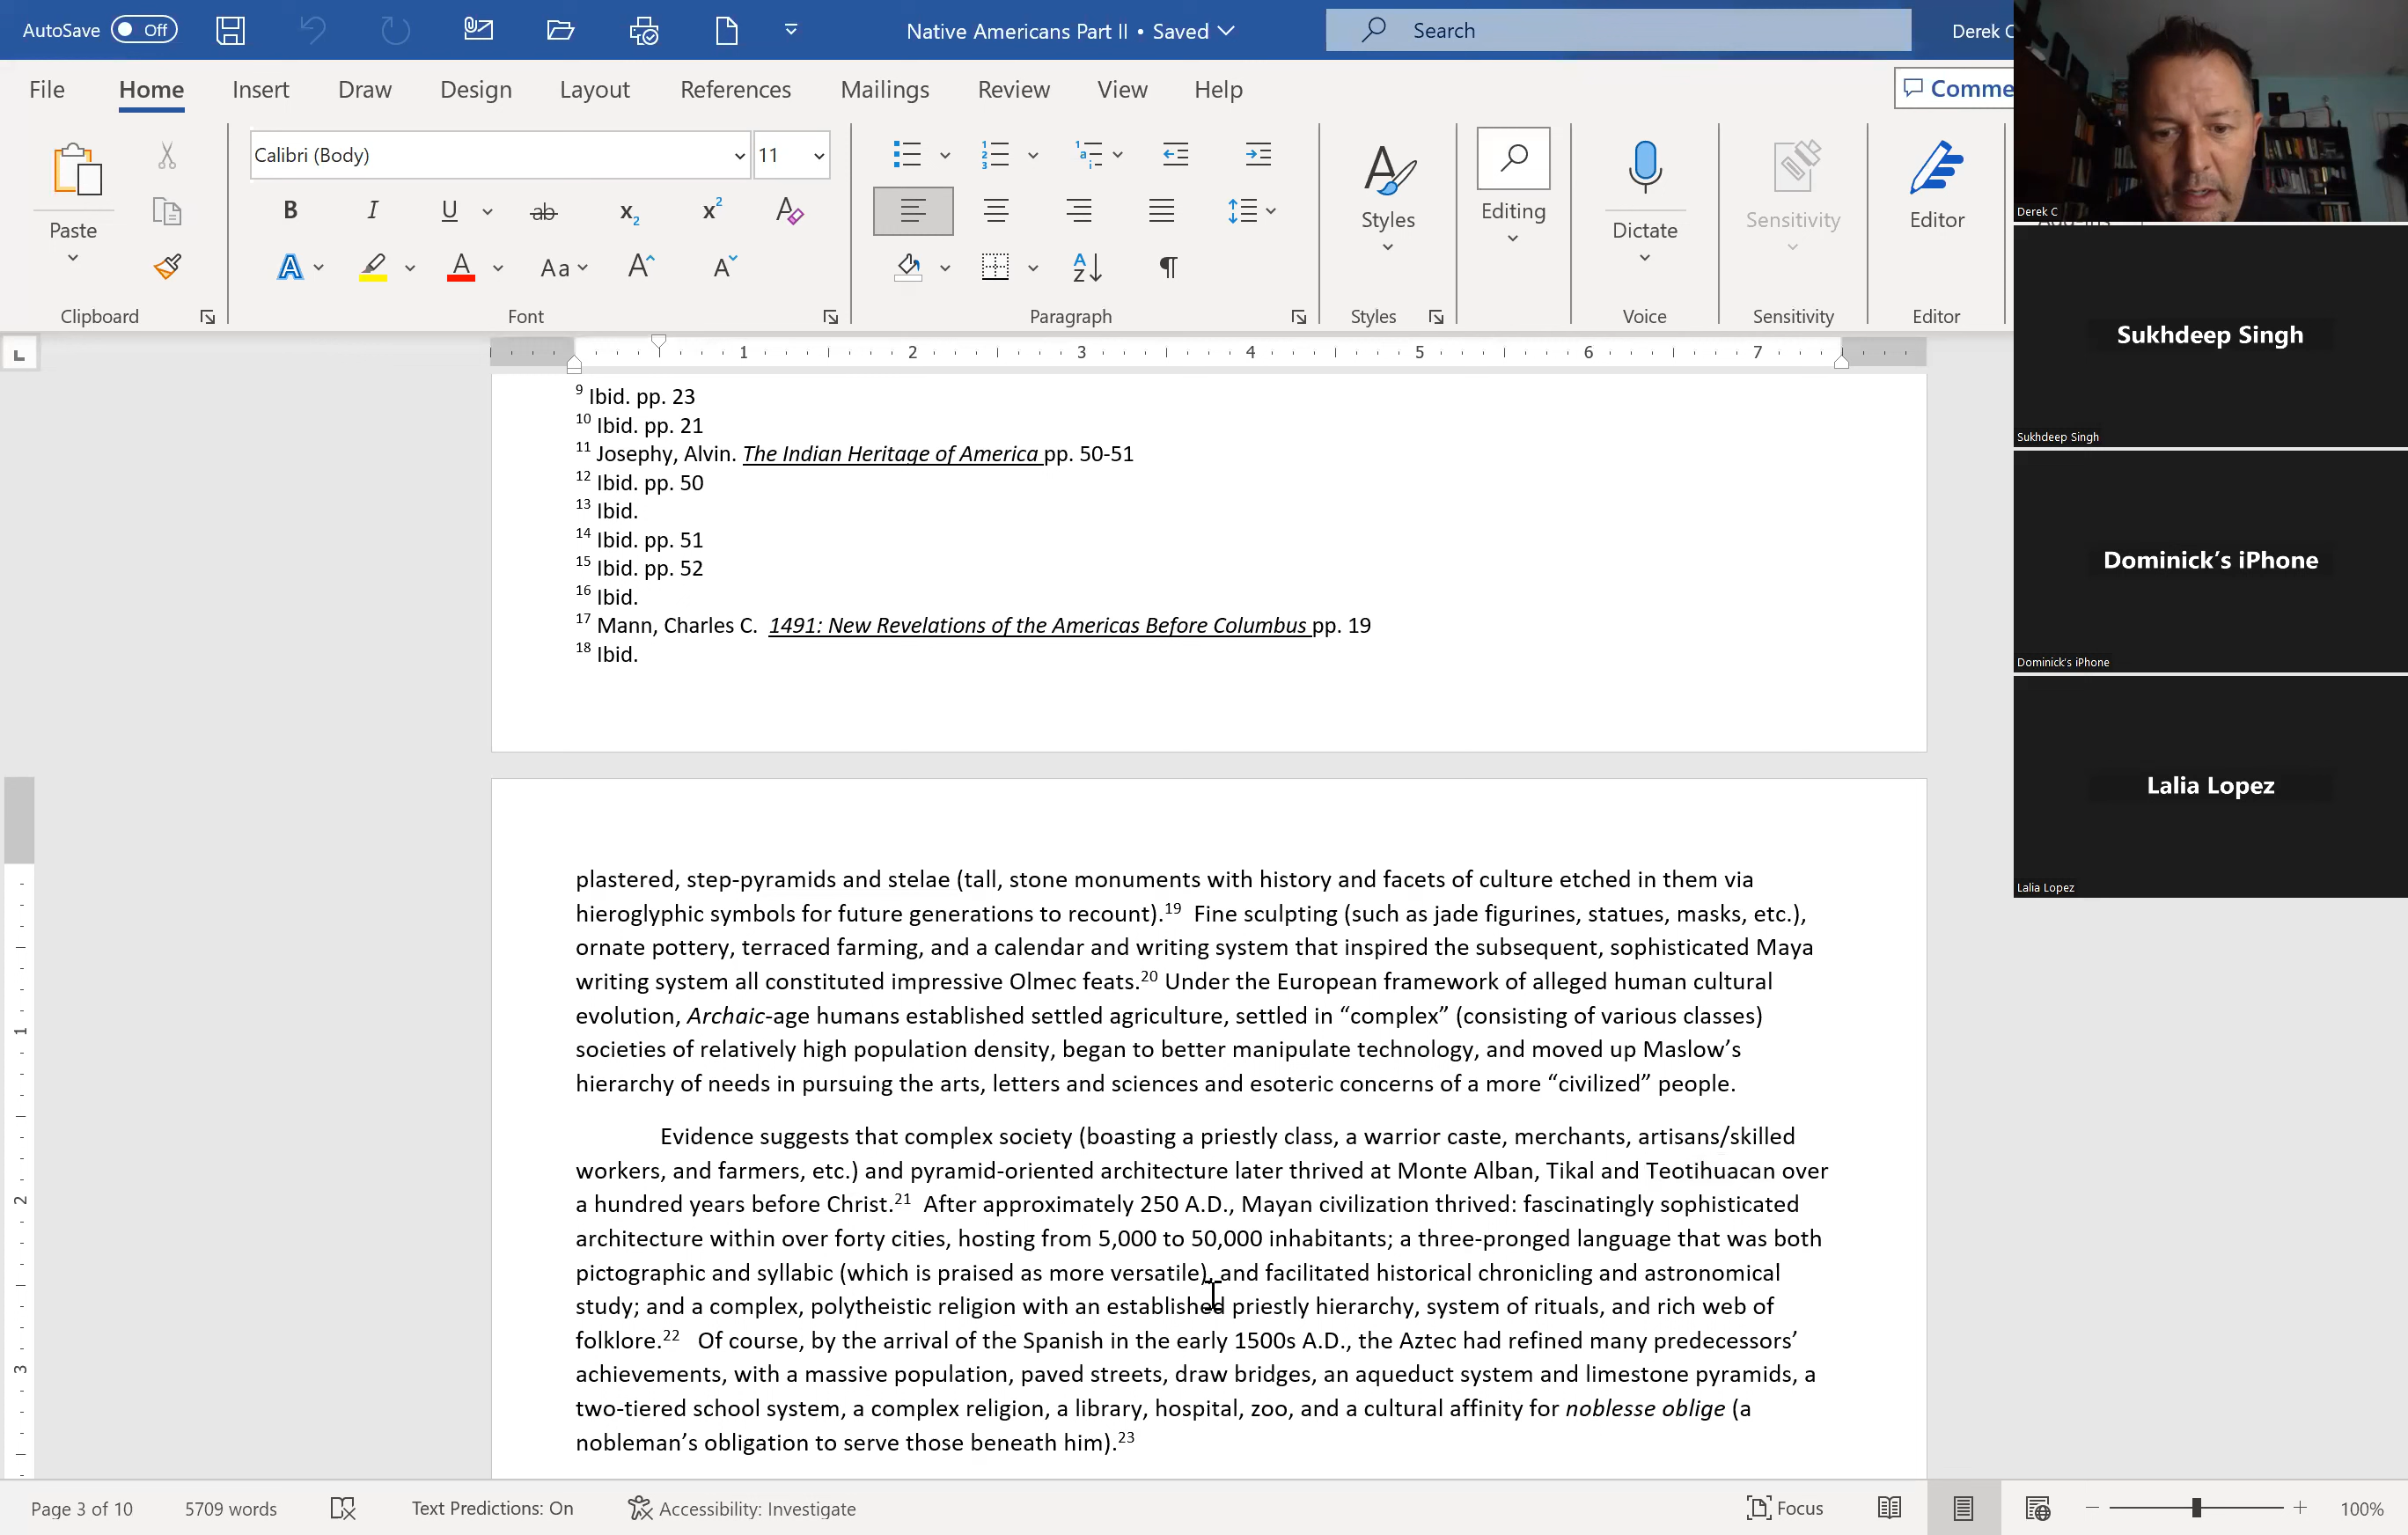 AutoSave Off
Native Americans Part II • Saved
Search
Derek C
File Home Insert Draw Design Layout References Mailings Review View Help
Comme
Paste
Calibri (Body) 11
B I U ab x2 x2 A
A A Aa A A
A Z ¶
Styles
Editing
Dictate
Sensitivity
Editor
Clipboard Font Paragraph Styles Voice Sensitivity Editor
1 2 3 4 5 6 7
9 Ibid. pp. 23
10 Ibid. pp. 21
11 Josephy, Alvin. The Indian Heritage of America pp. 50-51
12 Ibid. pp. 50
13 Ibid.
14 Ibid. pp. 51
15 Ibid. pp. 52
16 Ibid.
17 Mann, Charles C. 1491: New Revelations of the Americas Before Columbus pp. 19
18 Ibid.
plastered, step-pyramids and stelae (tall, stone monuments with history and facets of culture etched in them via
hieroglyphic symbols for future generations to recount).19 Fine sculpting (such as jade figurines, statues, masks, etc.),
ornate pottery, terraced farming, and a calendar and writing system that inspired the subsequent, sophisticated Maya
writing system all constituted impressive Olmec feats.20 Under the European framework of alleged human cultural
evolution, Archaic-age humans established settled agriculture, settled in “complex” (consisting of various classes)
societies of relatively high population density, began to better manipulate technology, and moved up Maslow’s
hierarchy of needs in pursuing the arts, letters and sciences and esoteric concerns of a more “civilized” people.
Evidence suggests that complex society (boasting a priestly class, a warrior caste, merchants, artisans/skilled
workers, and farmers, etc.) and pyramid-oriented architecture later thrived at Monte Alban, Tikal and Teotihuacan over
a hundred years before Christ.21 After approximately 250 A.D., Mayan civilization thrived: fascinatingly sophisticated
architecture within over forty cities, hosting from 5,000 to 50,000 inhabitants; a three-pronged language that was both
pictographic and syllabic (which is praised as more versatile), and facilitated historical chronicling and astronomical
study; and a complex, polytheistic religion with an established priestly hierarchy, system of rituals, and rich web of
folklore.22 Of course, by the arrival of the Spanish in the early 1500s A.D., the Aztec had refined many predecessors’
achievements, with a massive population, paved streets, draw bridges, an aqueduct system and limestone pyramids, a
two-tiered school system, a complex religion, a library, hospital, zoo, and a cultural affinity for noblesse oblige (a
nobleman’s obligation to serve those beneath him).23
1
2
3
Page 3 of 10 5709 words Text Predictions: On Accessibility: Investigate Focus 100%
Derek C
Sukhdeep Singh
Sukhdeep Singh
Dominick’s iPhone
Dominick's iPhone
Lalia Lopez
Lalia Lopez